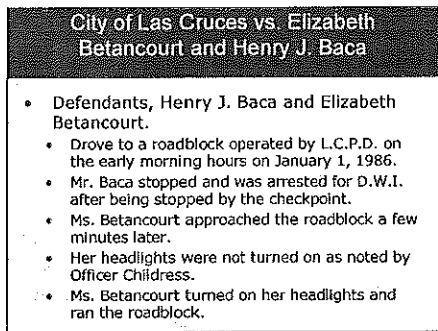 City of Las Cruces vs. Elizabeth
Betancourt and Henry J. Baca
• Defendants, Henry J. Baca and Elizabeth
Betancourt.
• Drove to a roadblock operated by L.C.P.D. on
the early morning hours on January 1, 1986.
• Mr. Baca stopped and was arrested for D.W.I.
after being stopped by the checkpoint.
• Ms. Betancourt approached the roadblock a few
minutes later.
• Her headlights were not turned on as noted by
Officer Childress.
• Ms. Betancourt turned on her headlights and
ran the roadblock.